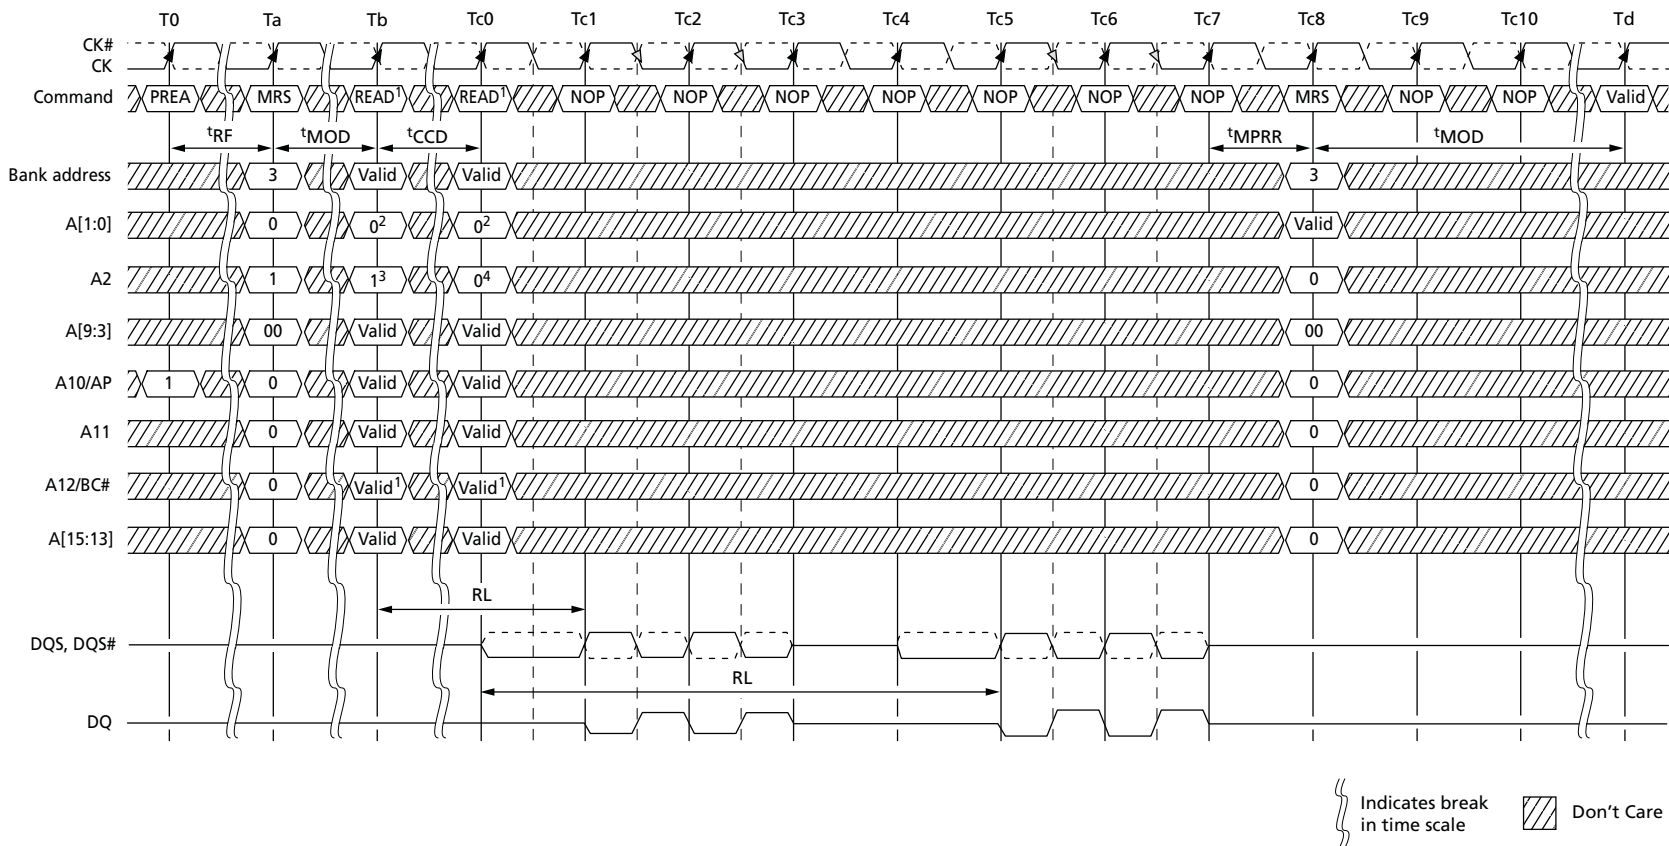 T0 Ta Tb Tc0 Tc1 Tc2 Tc3 Tc4 Tc5 Tc6 Tc7 Tc8 Tc9 Tc10 Td
CK#
CK
Command PREA MRS READ¹ READ¹ NOP NOP NOP NOP NOP NOP NOP MRS NOP NOP Valid
tRF tMOD tCCD tMPRR tMOD
Bank address 3 Valid Valid 3
A[1:0] 0 0² 0² Valid
A2 1 1³ 0⁴ 0
A[9:3] 00 Valid Valid 00
A10/AP 1 0 Valid Valid 0
A11 0 Valid Valid 0
A12/BC# 0 Valid¹ Valid¹ 0
A[15:13] 0 Valid Valid 0
RL
DQS, DQS#
RL
DQ
Indicates break
in time scale
Don't Care